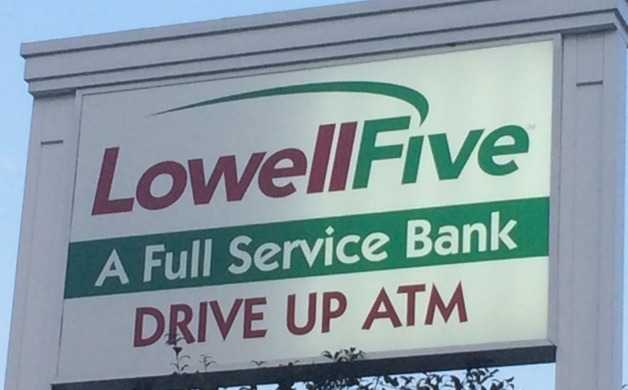 LowellFive
A Full Service Bank
DRIVE UP ATM